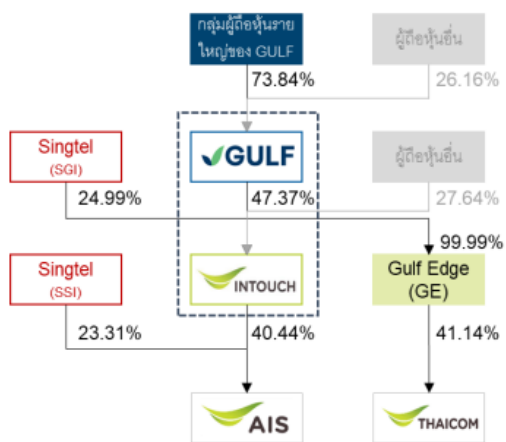 กลุ่มผู้ถือหุ้นราย
ใหญ่ของ GULF
ผู้ถือหุ้นอื่น
73.84%
26.16%
Singtel
(SGI)
GULF
ผู้ถือหุ้นอื่น
24.99%
47.37%
27.64%
99.99%
Singtel
(SSI)
INTOUCH
Gulf Edge
(GE)
23.31%
40.44%
41.14%
AIS
THAICOM